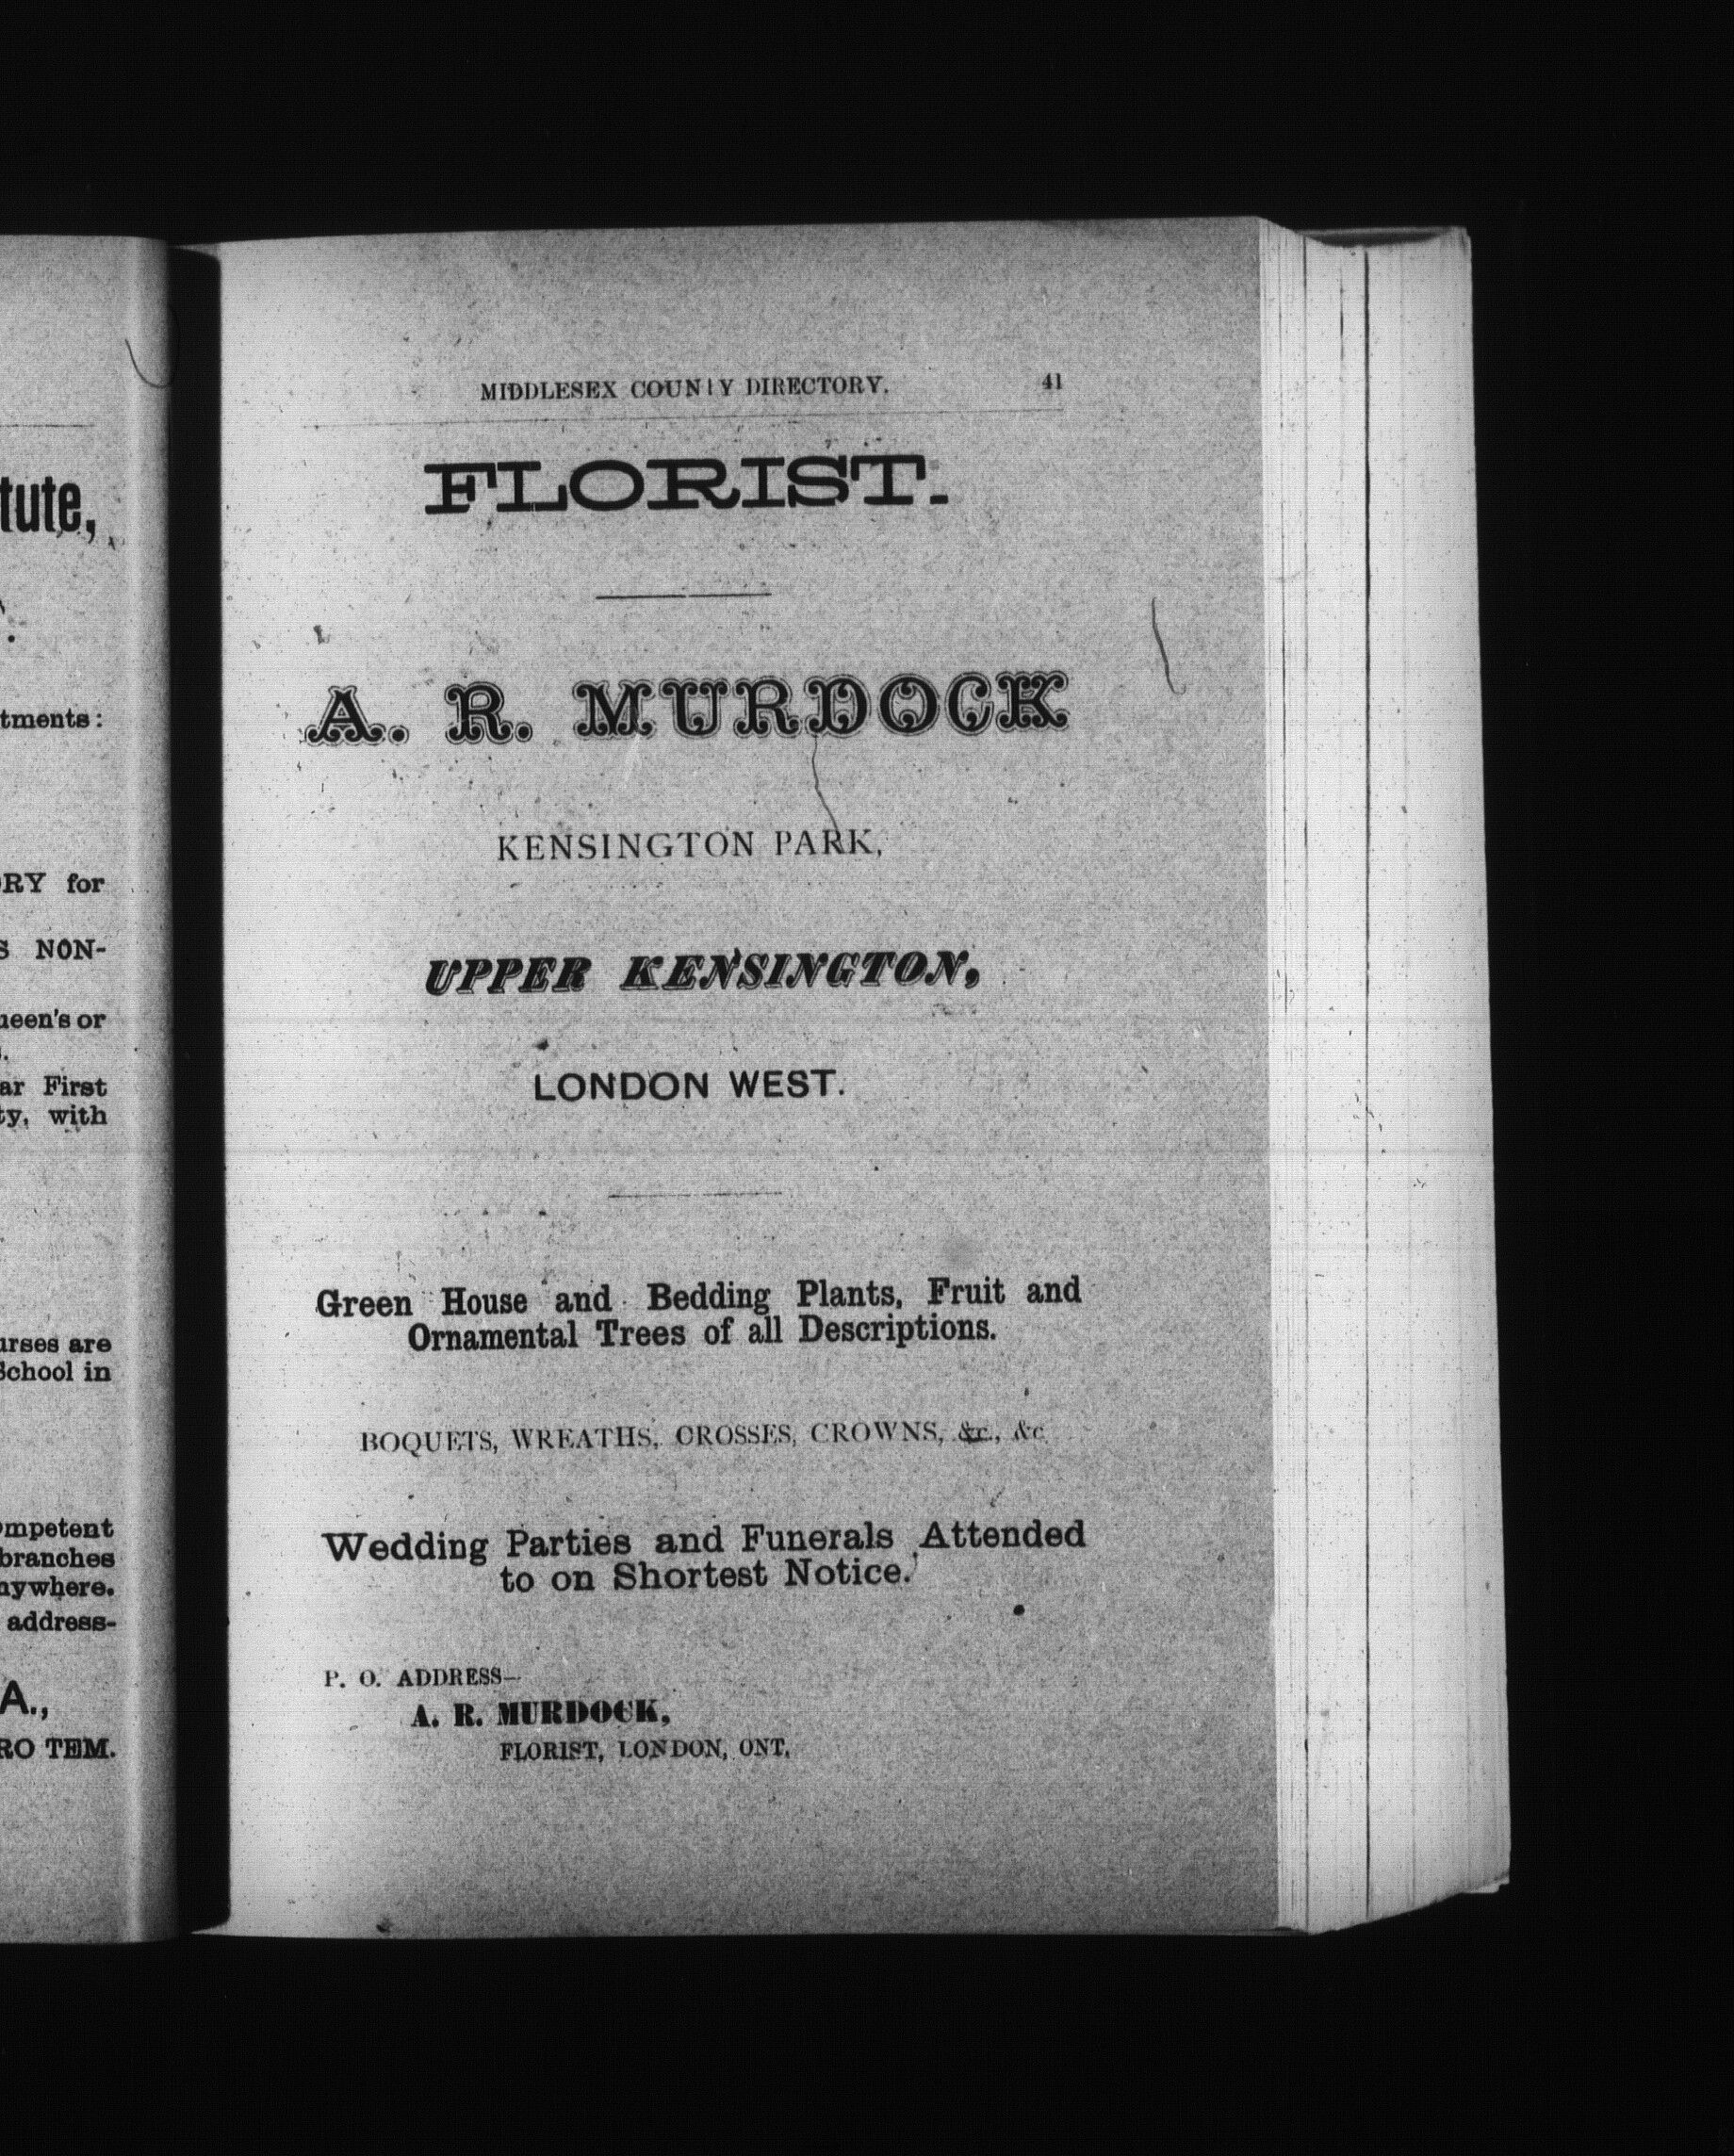 tute,
tments:
RY for
S NON-
ueen's or
ar First
ty, with
urses are
School in
ompetent
branches
nywhere.
address-
A.,
RO TEM.
MIDDLESEX COUNTY DIRECTORY. 41
FLORIST.
A. R. MURDOCK
KENSINGTON PARK,
UPPER KENSINGTON,
LONDON WEST.
Green House and Bedding Plants, Fruit and
Ornamental Trees of all Descriptions.
BOQUETS, WREATHS, CROSSES, CROWNS, &c., &c.
Wedding Parties and Funerals Attended
to on Shortest Notice.
P. O. ADDRESS—
A. R. MURDOCK,
FLORIST, LONDON, ONT.